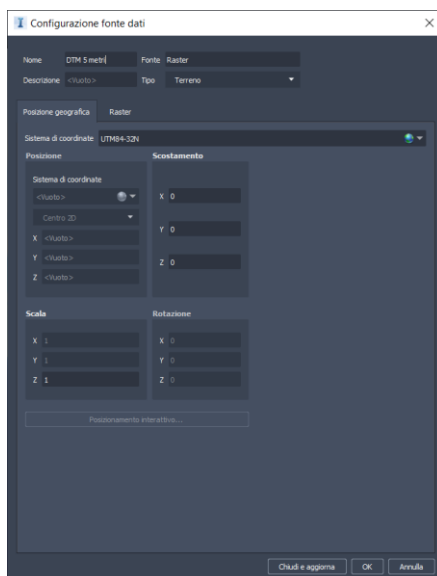 Configurazione fonte dati
Nome DTM 5 metri Fonte Raster
Descrizione <Vuoto> Tipo Terreno
Posizione geografica Raster
Sistema di coordinate UTM84-32N
Posizione Scostamento
Sistema di coordinate
<Vuoto> X 0
Centro 2D
X <Vuoto> Y 0
Y <Vuoto>
Z <Vuoto> Z 0
Scala Rotazione
X 1 X 0
Y 1 Y 0
Z 1 Z 0
Posizionamento interattivo...
Chiudi e aggiorna OK Annulla